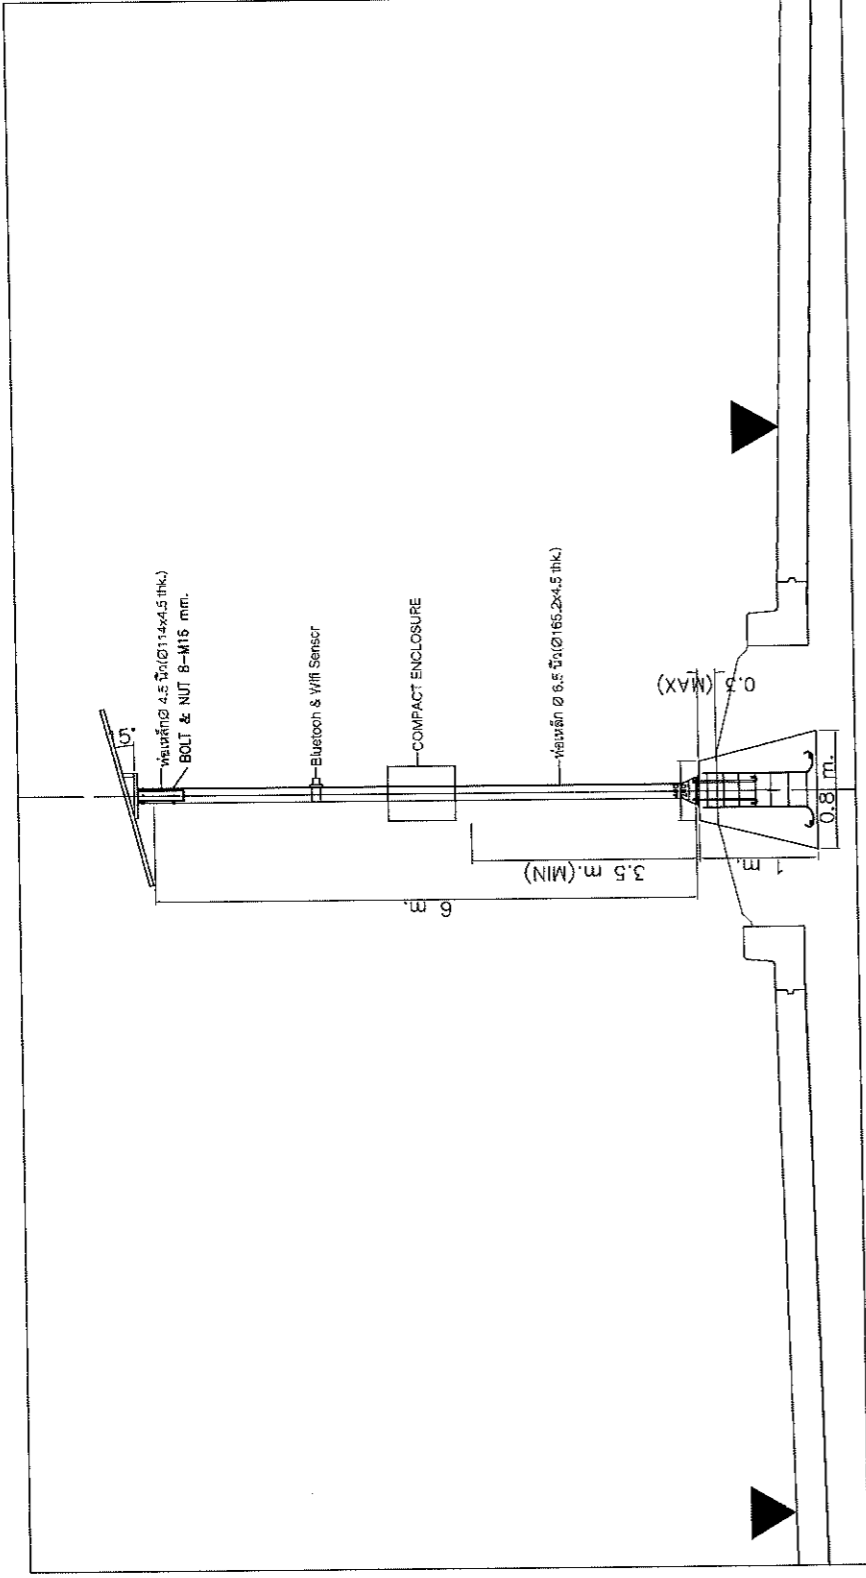 5°
ท่อเหล็กØ 4.5 นิ้ว(Ø114x4.5 thk.)
BOLT & NUT 8-M16 mm.
Bluetooh & Wifi Sensor
COMPACT ENCLOSURE
ท่อเหล็ก Ø 6.5 นิ้ว(Ø165.2x4.5 thk.)
6 m.
3.5 m.(MIN)
0.3 (MAX)
1 m.
0.8 m.